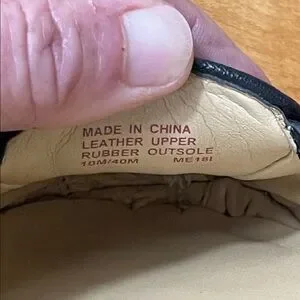 MADE IN CHINA
LEATHER UPPER
RUBBER OUTSOLE
10M/40M ME18I